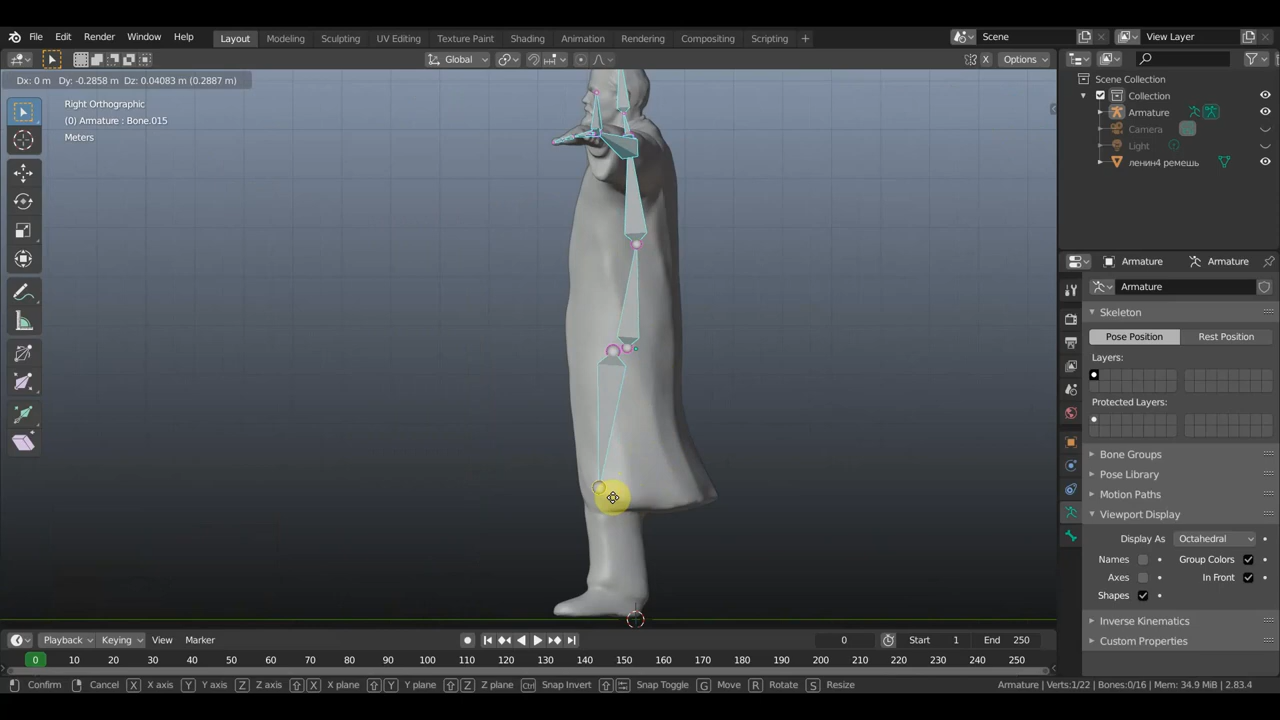 File Edit Render Window Help Layout Modeling Sculpting UV Editing Texture Paint Shading Animation Rendering Compositing Scripting + Scene View Layer
Global X Options
Dx: 0 m Dy: -0.2858 m Dz: 0.04083 m (0.2887 m)
Right Orthographic
(0) Armature : Bone.015
Meters
Scene Collection
Collection
Armature
Camera
Light
ленин4 ремешь
Armature Armature
Armature
Skeleton
Pose Position Rest Position
Layers:
Protected Layers:
Bone Groups
Pose Library
Motion Paths
Viewport Display
Display As Octahedral
Names Group Colors
Axes In Front
Shapes
Inverse Kinematics
Custom Properties
Playback Keying View Marker 0 Start 1 End 250
0 10 20 30 40 50 60 70 80 90 100 110 120 130 140 150 160 170 180 190 200 210 220 230 240 250
Confirm Cancel X X axis Y Y axis Z Z axis X X plane Y Y plane Z Z plane Ctrl Snap Invert Snap Toggle G Move R Rotate S Resize Armature | Verts:1/22 | Bones:0/16 | Mem: 34.9 MiB | 2.83.4